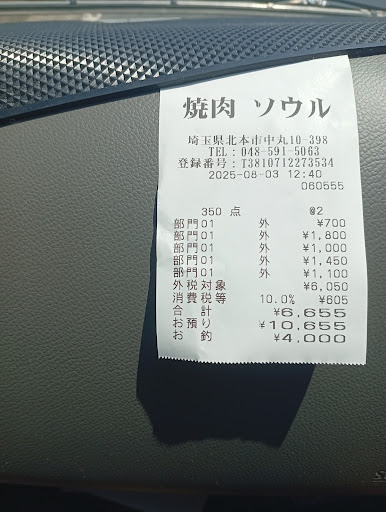 焼肉 ソウル
埼玉県北本市中丸10-398
TEL:048-591-5063
登録番号:T3810712273534
2025-08-03 12:40
060555
350 点 @2
部門01 外 ¥700
部門01 外 ¥1,800
部門01 外 ¥1,000
部門01 外 ¥1,450
部門01 外 ¥1,100
外税対象 ¥6,050
消費税等 10.0% ¥605
合 計 ¥6,655
お預り ¥10,655
お 釣 ¥4,000